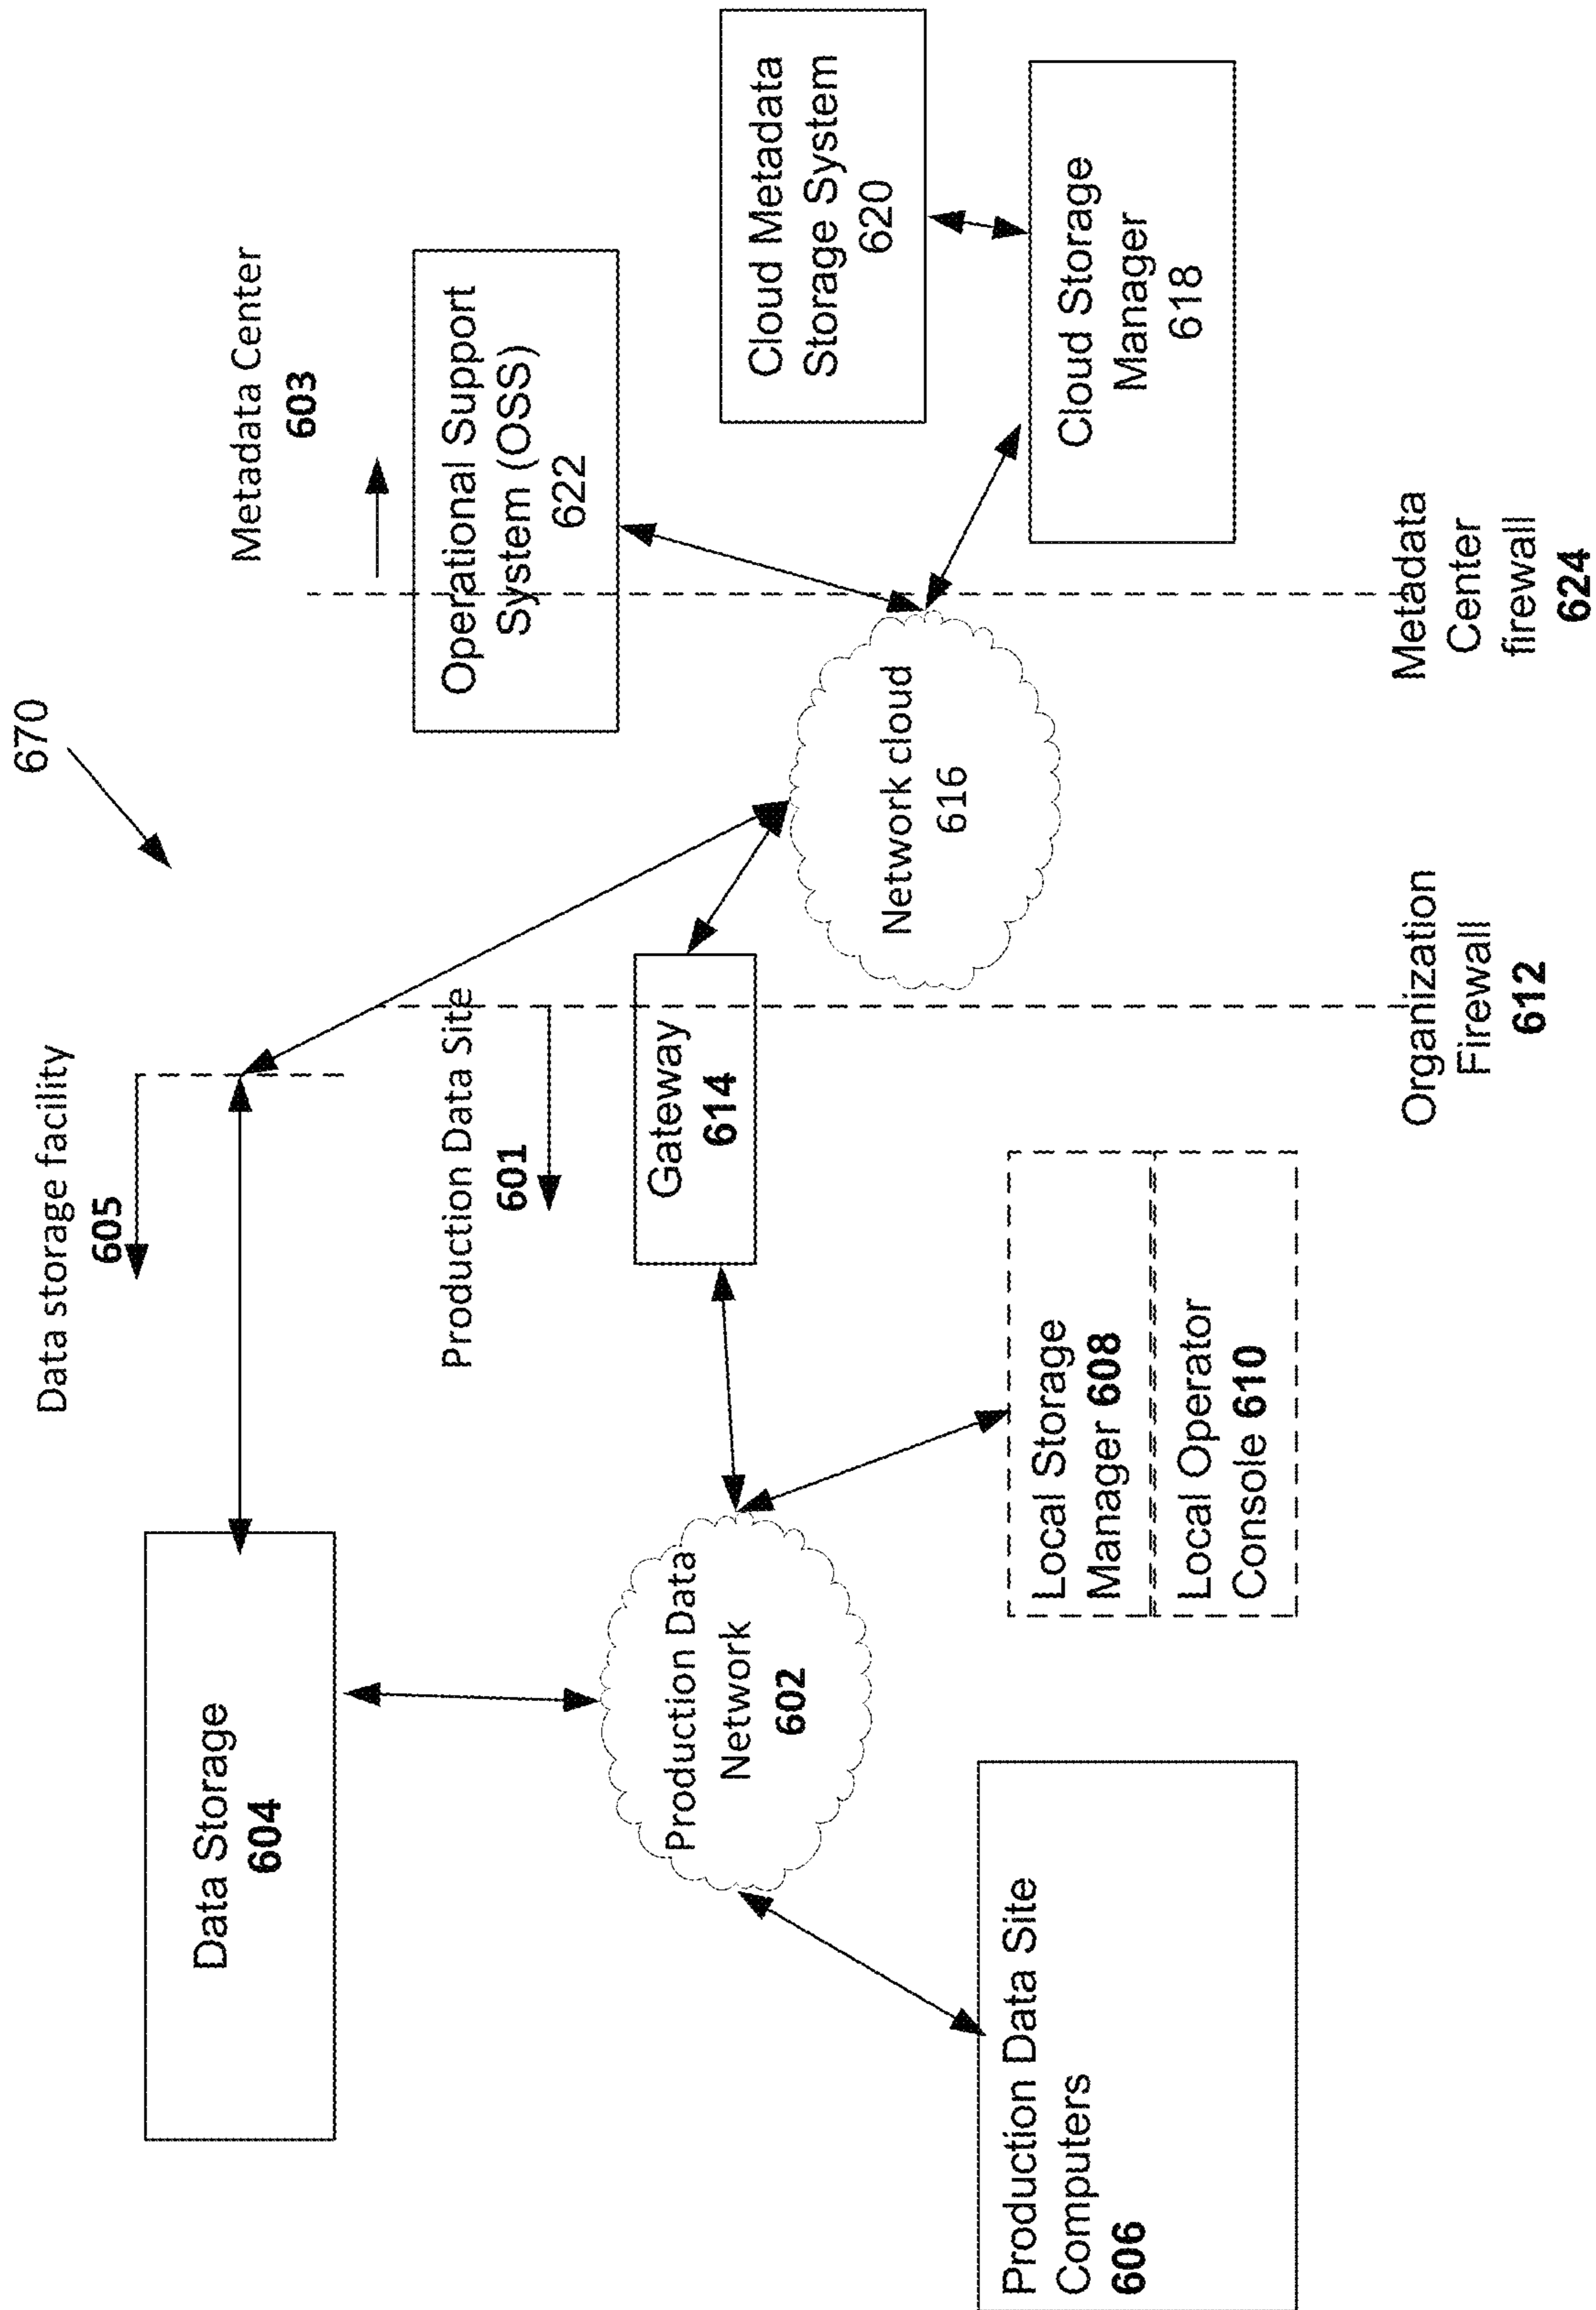 670
Data storage facility
605
Metadata Center
603
Data Storage
604
Production Data Site
601
Operational Support
System (OSS)
622
Gateway
614
Production Data
Network
602
Network cloud
616
Cloud Metadata
Storage System
620
Production Data Site
Computers
606
Local Storage
Manager 608
Local Operator
Console 610
Cloud Storage
Manager
618
Organization
Firewall
612
Metadata
Center
firewall
624